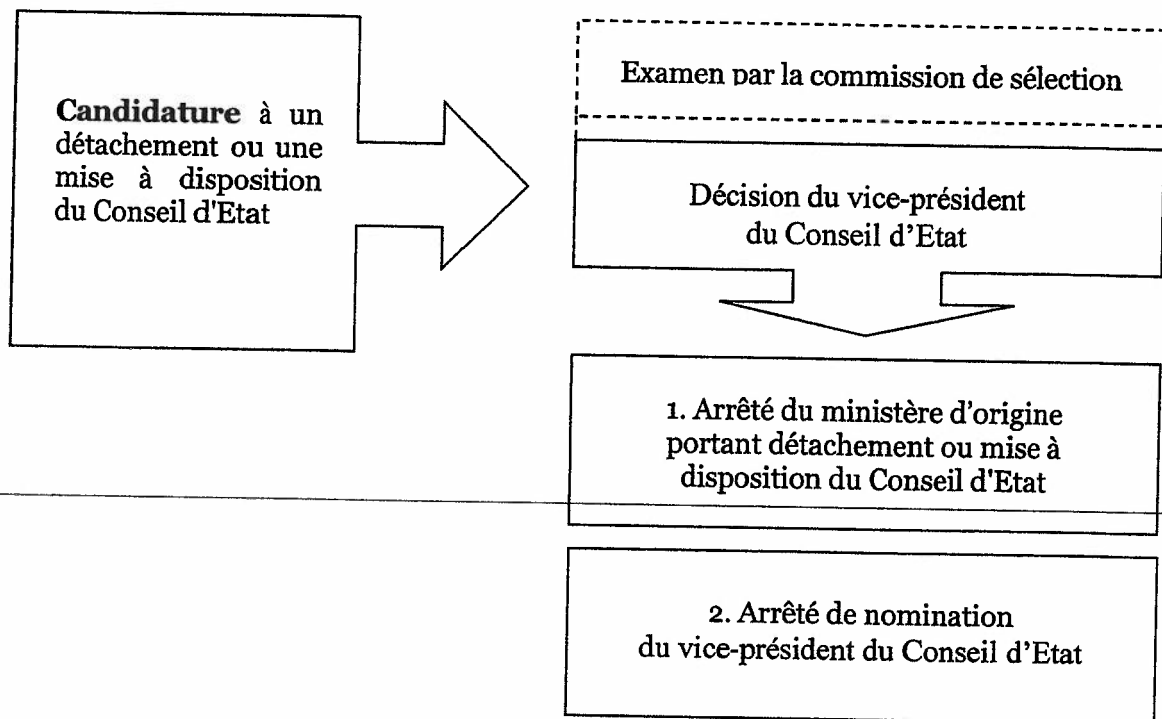 Candidature à un
détachement ou une
mise à disposition
du Conseil d'Etat
Examen par la commission de sélection
Décision du vice-président
du Conseil d’Etat
1. Arrêté du ministère d’origine
portant détachement ou mise à
disposition du Conseil d'Etat
2. Arrêté de nomination
du vice-président du Conseil d’Etat